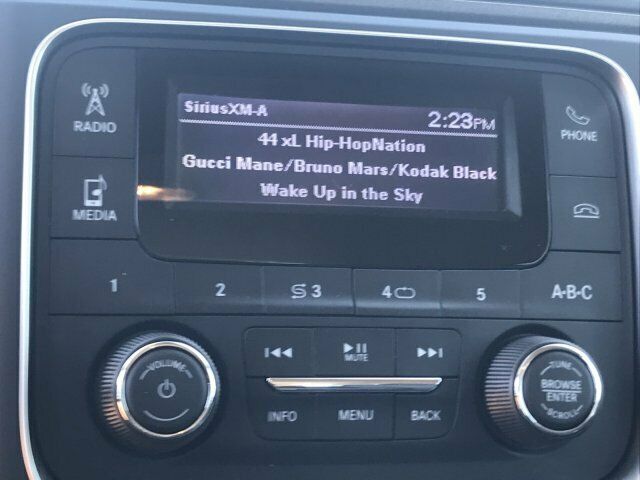 SiriusXM-A 2:23PM
44 xL Hip-HopNation
Gucci Mane/Bruno Mars/Kodak Black
Wake Up in the Sky
RADIO
MEDIA
PHONE
1 2 3 4 5 A·B·C
VOLUME
MUTE
INFO MENU BACK
TUNE
BROWSE
ENTER
SCROLL